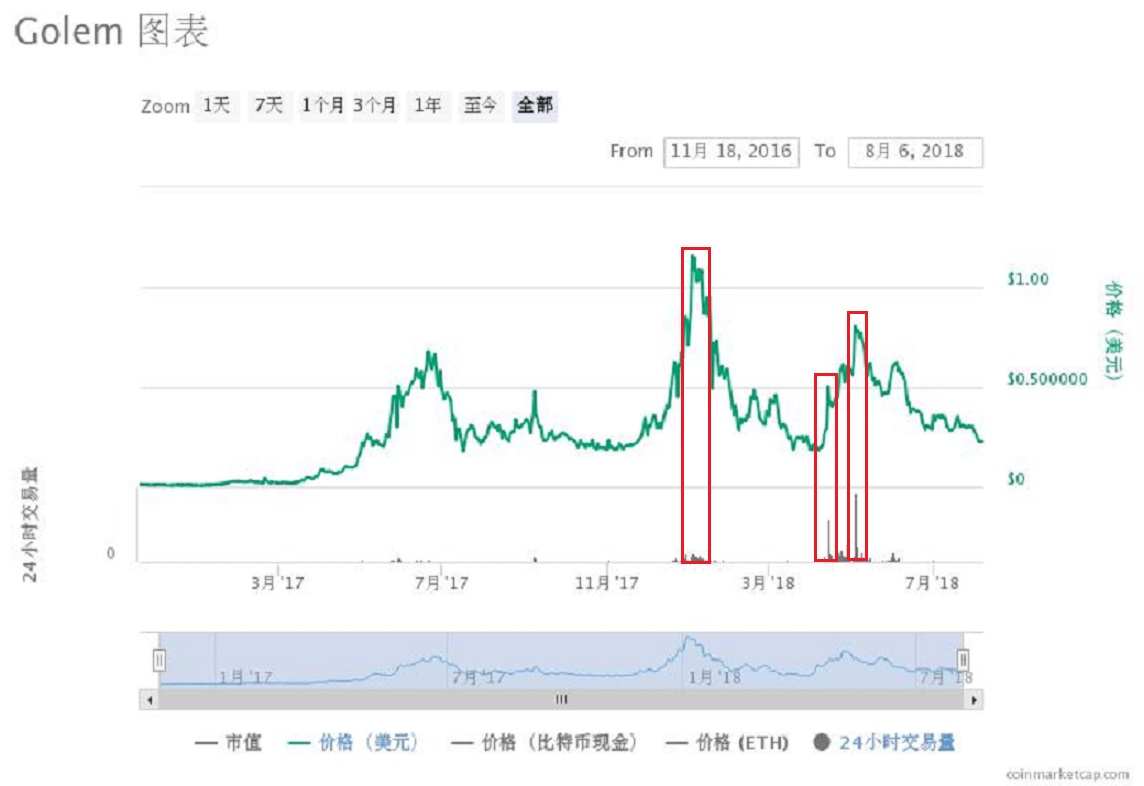 Golem 图表
Zoom 1天 7天 1个月 3个月 1年 至今 全部
From 11月 18, 2016 To 8月 6, 2018
$1.00
$0.500000
$0
价格（美元）
24小时交易量
0
3月 '17 7月 '17 11月 '17 3月 '18 7月 '18
1月 '17 7月 '17 1月 '18 7月 '18
市值 价格（美元） 价格（比特币现金） 价格 (ETH) 24小时交易量
coinmarketcap.com